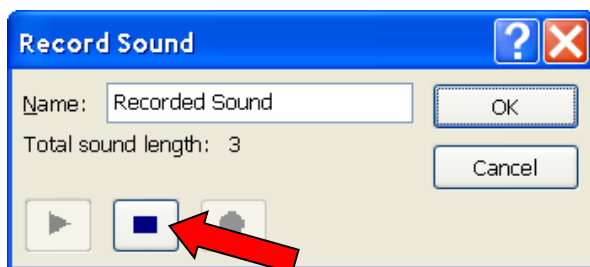 Record Sound
Name: Recorded Sound
OK
Total sound length: 3
Cancel